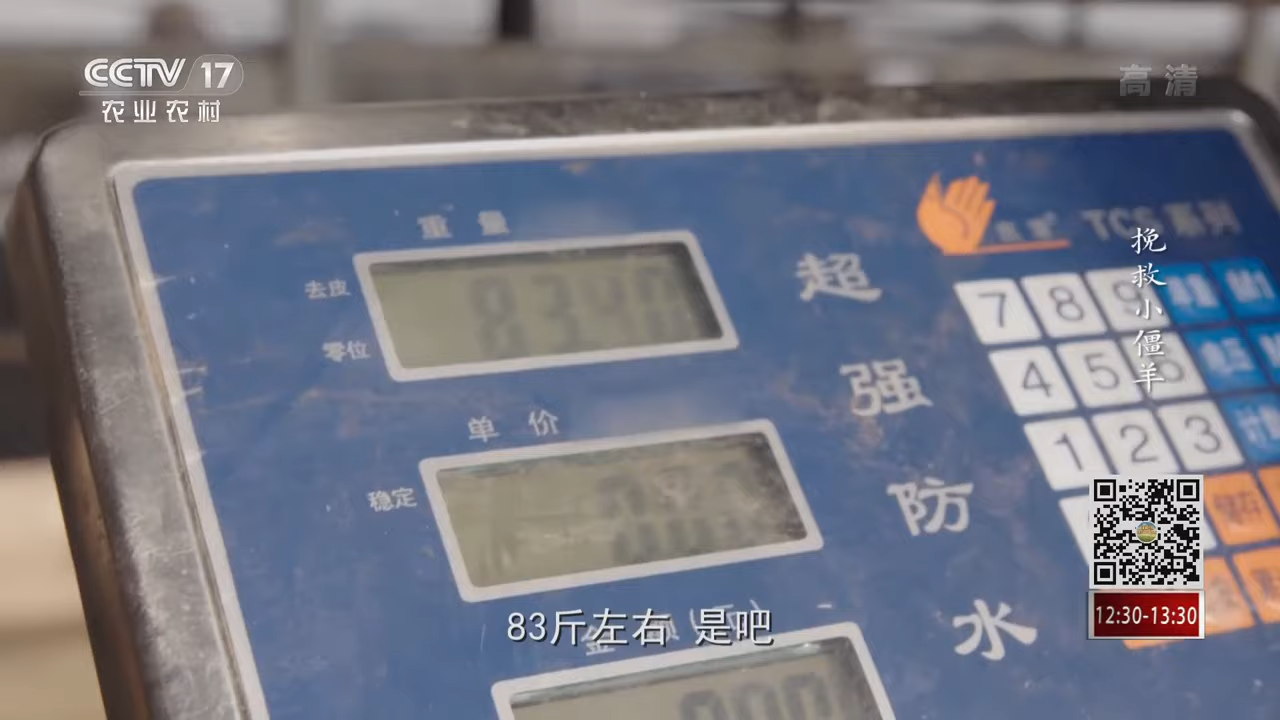 CCTV 17
农业农村
高清
重量
去皮
零位
单价
稳定
超强防水
TCS系列
挽救小僵羊
7 8 9
4 5 6
1 2 3
83斤左右 是吧
12:30-13:30